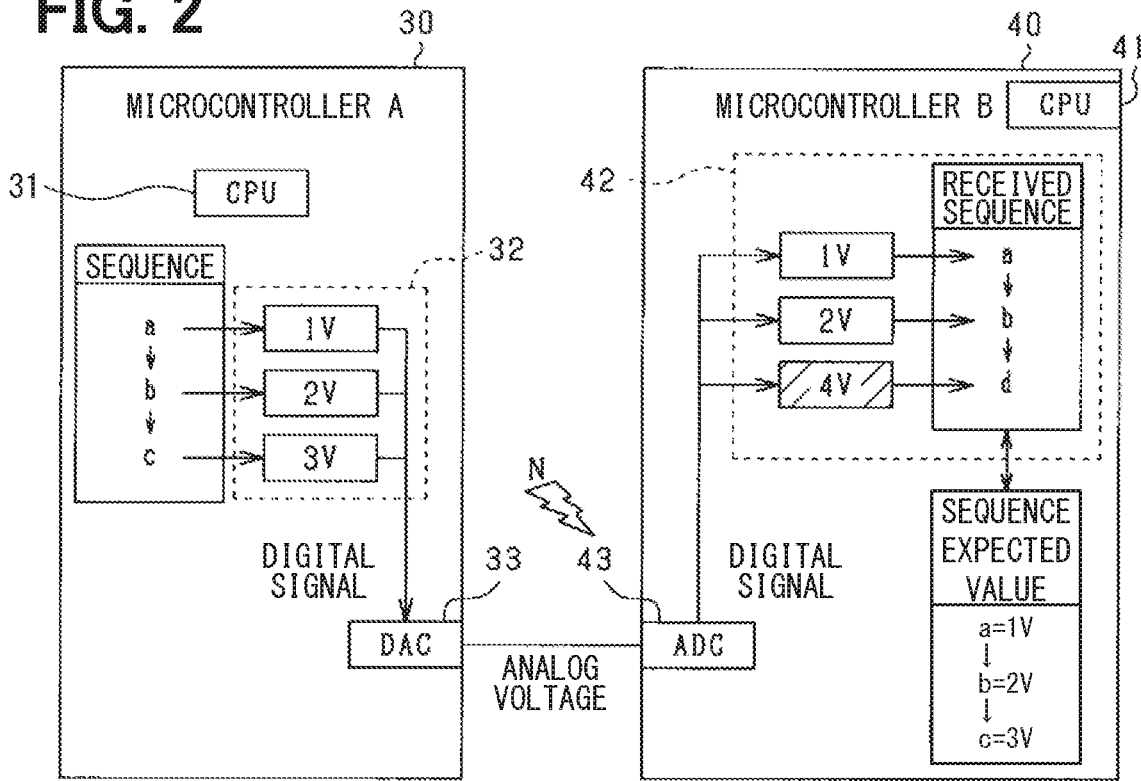 FIG. 2
30
MICROCONTROLLER A
31
CPU
SEQUENCE
a
b
c
32
1V
2V
3V
DIGITAL
SIGNAL
33
DAC
N
ANALOG
VOLTAGE
40
41
MICROCONTROLLER B
CPU
42
RECEIVED
SEQUENCE
1V
a
2V
b
4V
d
43
DIGITAL
SIGNAL
ADC
SEQUENCE
EXPECTED
VALUE
a=1V
b=2V
c=3V